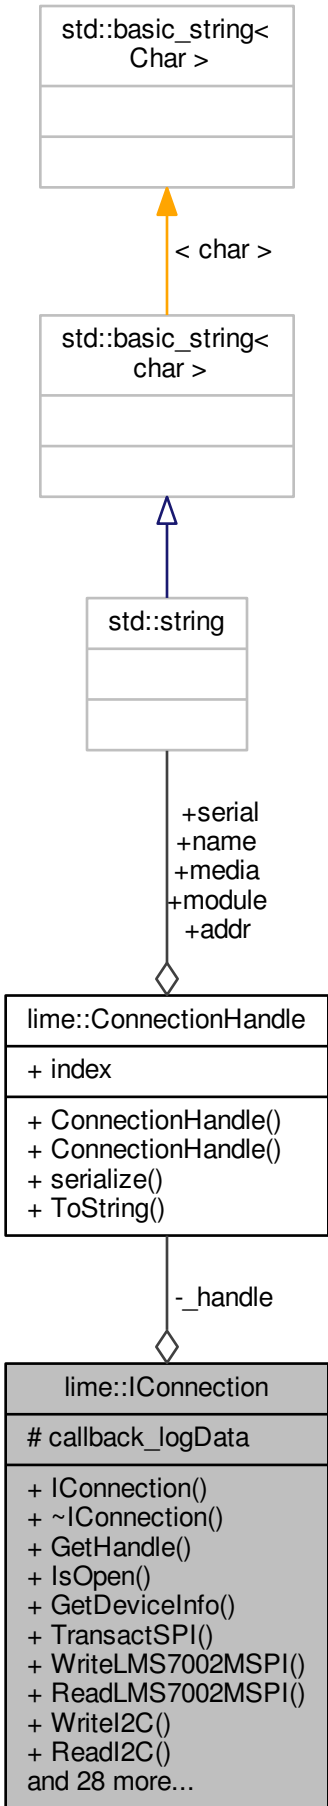 std::basic_string<
Char >
< char >
std::basic_string<
char >
std::string
+serial
+name
+media
+module
+addr
lime::ConnectionHandle
+ index
+ ConnectionHandle()
+ ConnectionHandle()
+ serialize()
+ ToString()
-_handle
lime::IConnection
# callback_logData
+ IConnection()
+ ~IConnection()
+ GetHandle()
+ IsOpen()
+ GetDeviceInfo()
+ TransactSPI()
+ WriteLMS7002MSPI()
+ ReadLMS7002MSPI()
+ WriteI2C()
+ ReadI2C()
and 28 more...